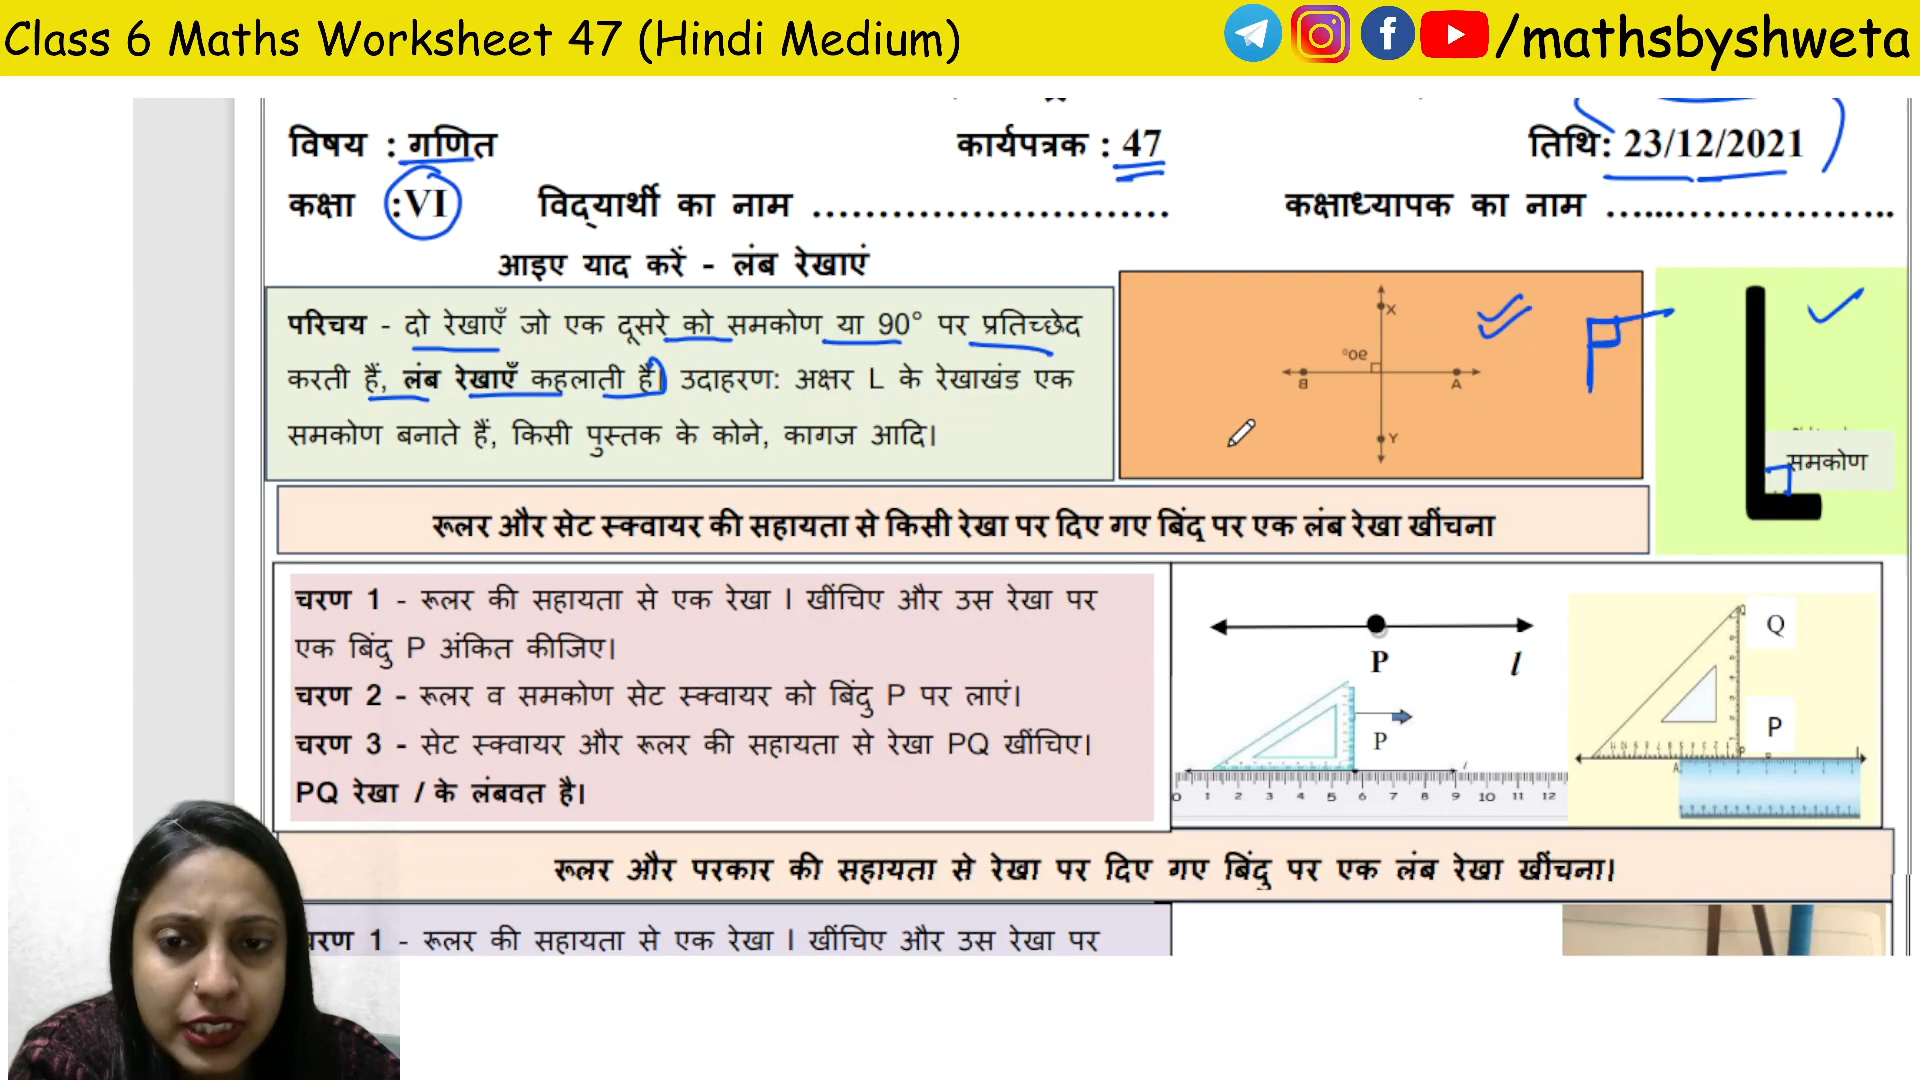 Class 6 Maths Worksheet 47 (Hindi Medium)
/mathsbyshweta
विषय : गणित
कार्यपत्रक : 47
तिथि: 23/12/2021
कक्षा :VI
विद्यार्थी का नाम ...........................
कक्षाध्यापक का नाम ......................
आइए याद करें - लंब रेखाएं
परिचय - दो रेखाएँ जो एक दूसरे को समकोण या 90° पर प्रतिच्छेद
करती हैं, लंब रेखाएँ कहलाती हैं। उदाहरण: अक्षर L के रेखाखंड एक
समकोण बनाते हैं, किसी पुस्तक के कोने, कागज आदि।
X
90°
B
A
Y
P
समकोण
रूलर और सेट स्क्वायर की सहायता से किसी रेखा पर दिए गए बिंदु पर एक लंब रेखा खींचना
चरण 1 - रूलर की सहायता से एक रेखा l खींचिए और उस रेखा पर
एक बिंदु P अंकित कीजिए।
चरण 2 - रूलर व समकोण सेट स्क्वायर को बिंदु P पर लाएं।
चरण 3 - सेट स्क्वायर और रूलर की सहायता से रेखा PQ खींचिए।
PQ रेखा l के लंबवत है।
P
l
P
0 1 2 3 4 5 6 7 8 9 10 11 12
Q
P
A
रूलर और परकार की सहायता से रेखा पर दिए गए बिंदु पर एक लंब रेखा खींचना।
चरण 1 - रूलर की सहायता से एक रेखा l खींचिए और उस रेखा पर